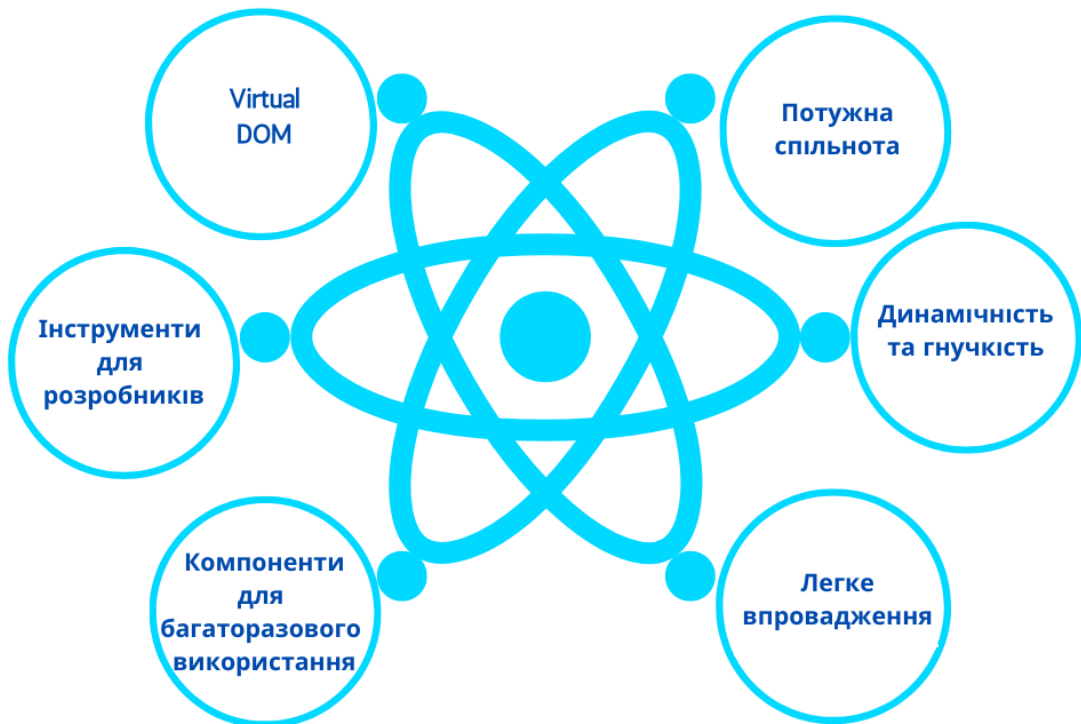 Virtual
DOM
Потужна
спільнота
Інструменти
для
розробників
Динамічність
та гнучкість
Компоненти
для
багаторазового
використання
Легке
впровадження